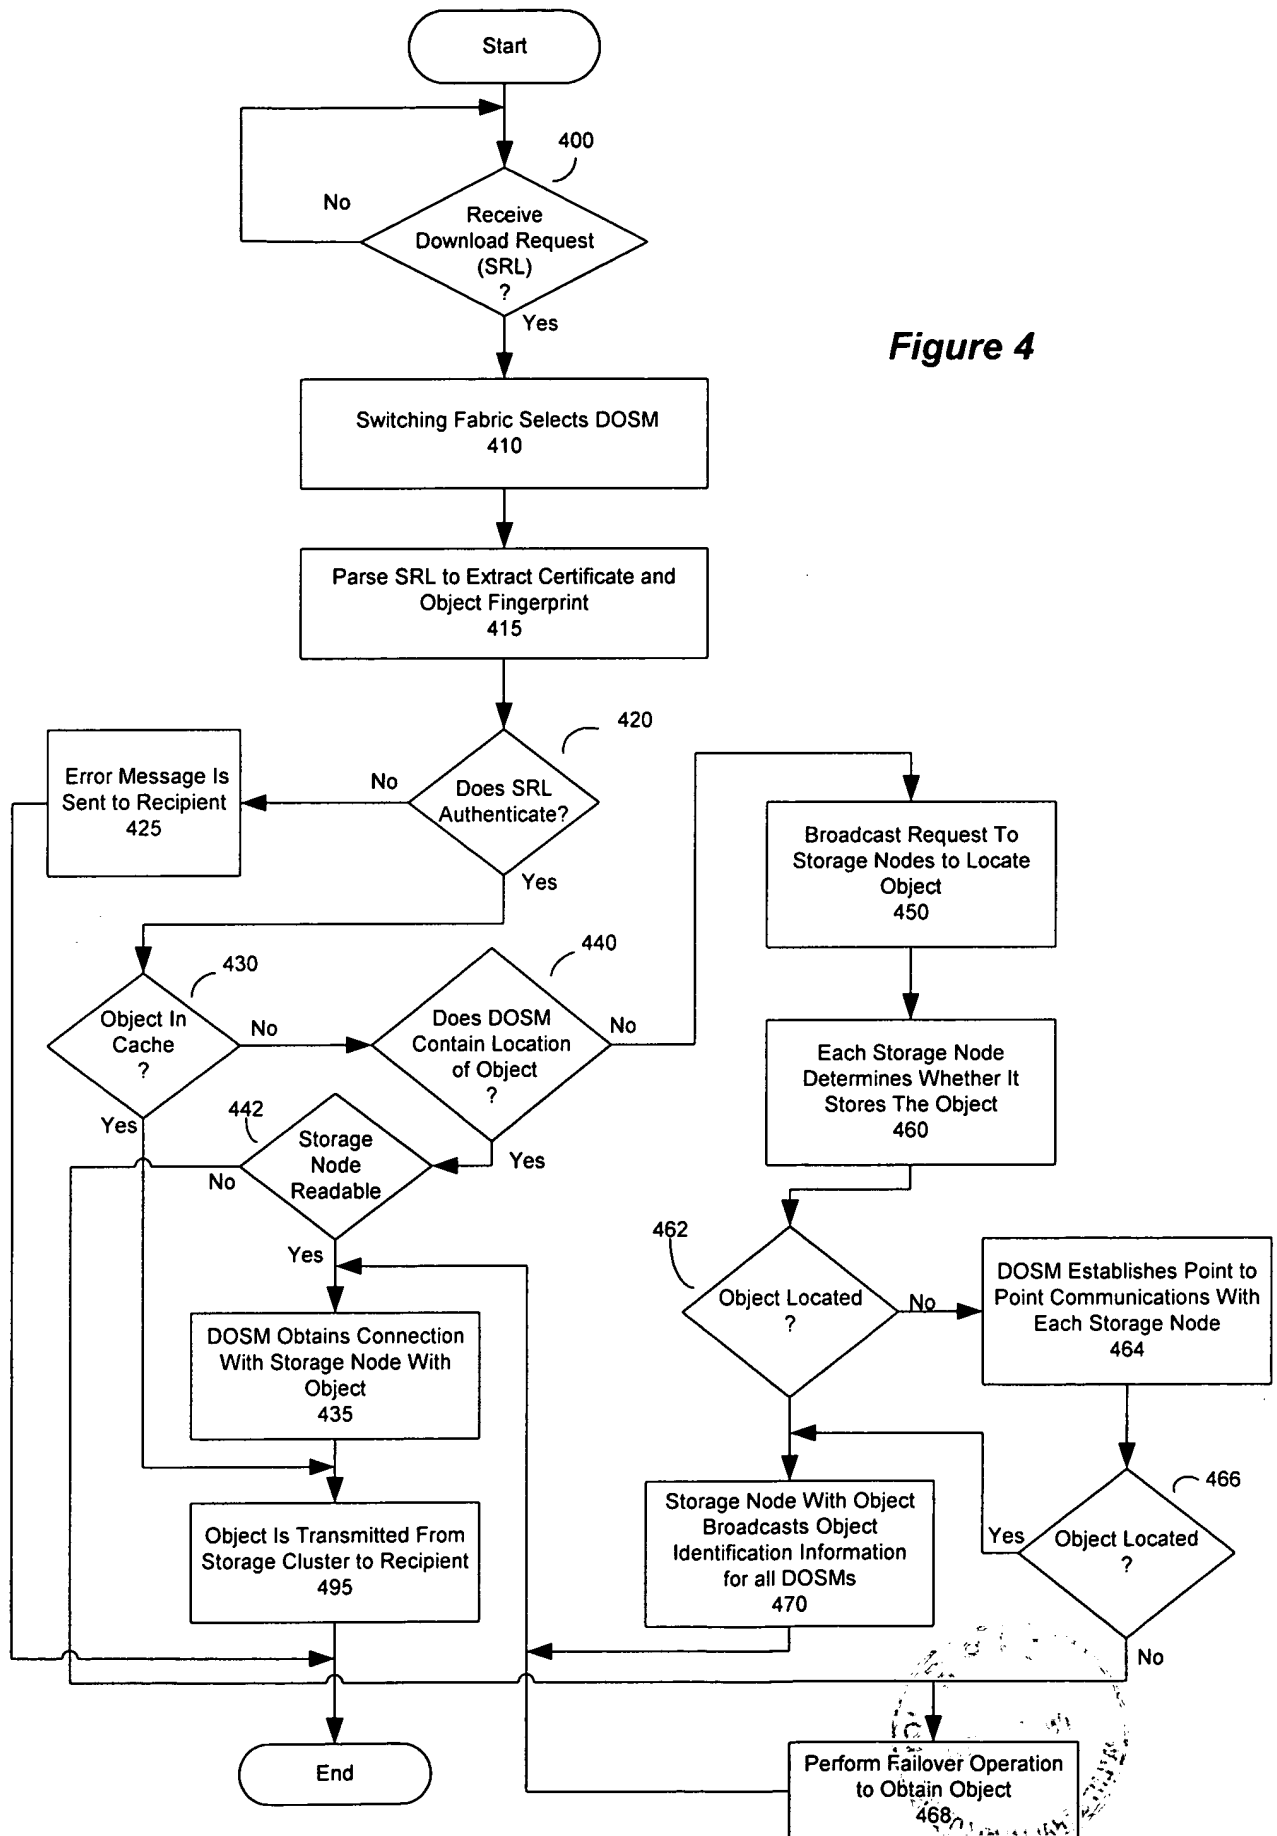 Start
400
No
Receive
Download Request
(SRL)
?
Yes
Figure 4
Switching Fabric Selects DOSM
410
Parse SRL to Extract Certificate and
Object Fingerprint
415
420
Error Message Is
Sent to Recipient
425
No
Does SRL
Authenticate?
Yes
Broadcast Request To
Storage Nodes to Locate
Object
450
430
Object In
Cache
?
No
Yes
440
Does DOSM
Contain Location
of Object
?
No
Yes
Each Storage Node
Determines Whether It
Stores The Object
460
442
Storage
Node
Readable
No
Yes
462
Object Located
?
No
DOSM Establishes Point to
Point Communications With
Each Storage Node
464
DOSM Obtains Connection
With Storage Node With
Object
435
466
Object Located
?
Yes
No
Storage Node With Object
Broadcasts Object
Identification Information
for all DOSMs
470
Object Is Transmitted From
Storage Cluster to Recipient
495
End
Perform Failover Operation
to Obtain Object
468